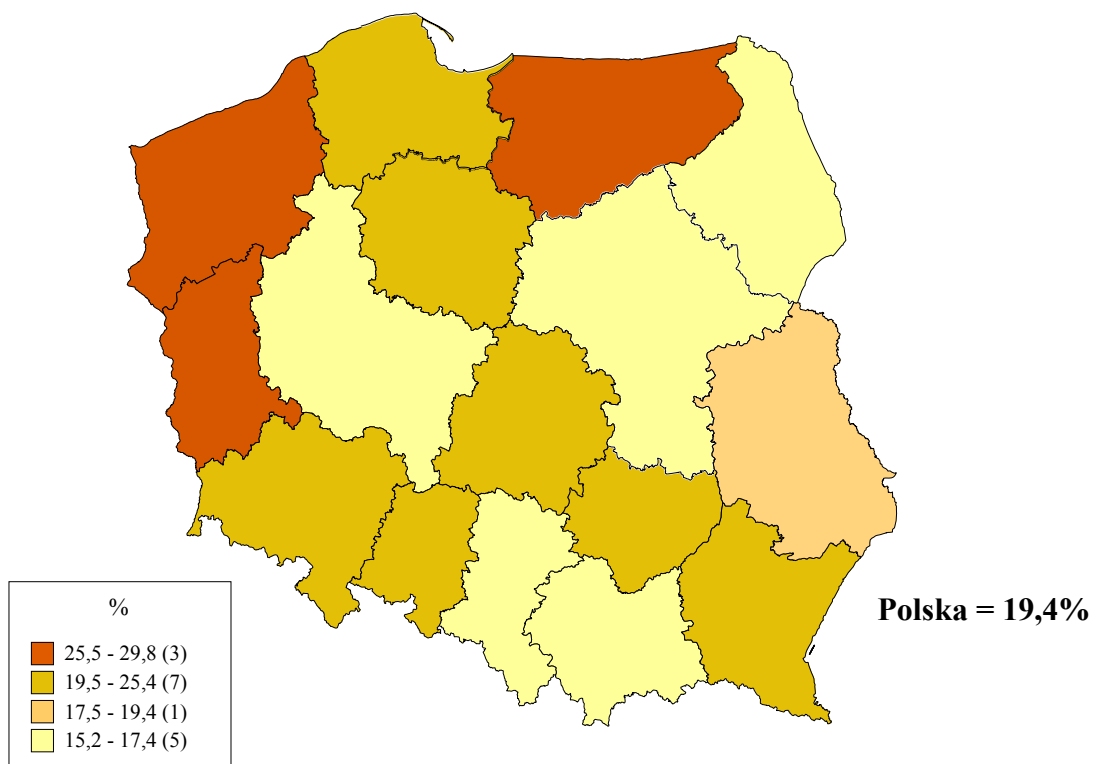 %
25,5 - 29,8 (3)
19,5 - 25,4 (7)
17,5 - 19,4 (1)
15,2 - 17,4 (5)
Polska = 19,4%